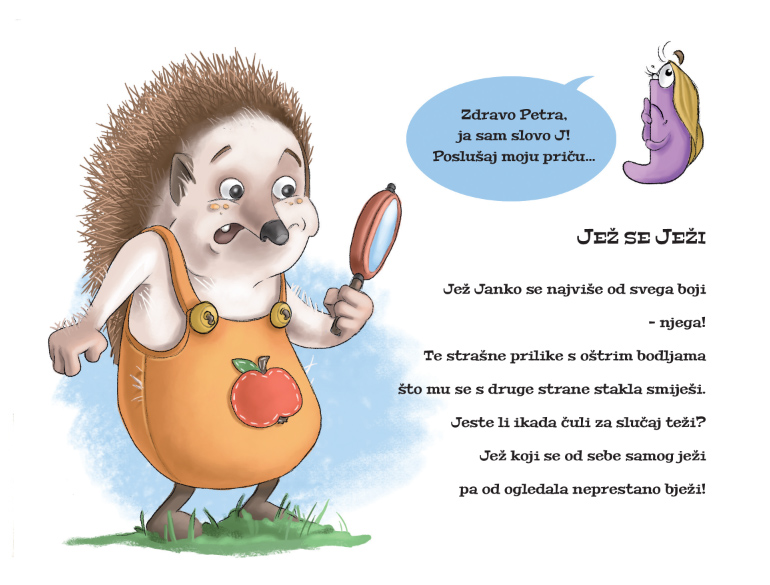 Zdravo Petra,
ja sam slovo J!
Poslušaj moju priču...
Jež se Ježi
Jež Janko se najviše od svega boji
- njega!
Te strašne prilike s oštrim bodljama
što mu se s druge strane stakla smiješi.
Jeste li ikada čuli za slučaj teži?
Jež koji se od sebe samog ježi
pa od ogledala neprestano bježi!